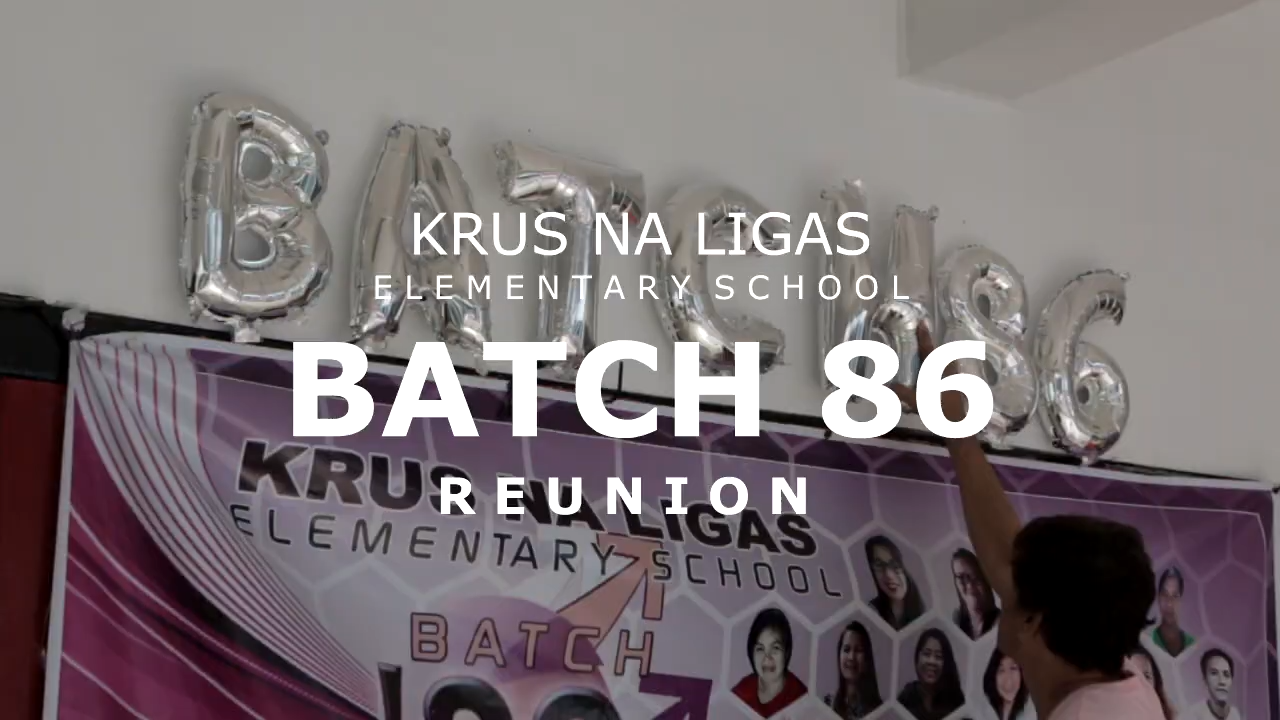 BATCH 86
KRUS NA LIGAS
ELEMENTARY SCHOOL
BATCH 86
REUNION
KRUS NA LIGAS
ELEMENTARY SCHOOL
BATCH